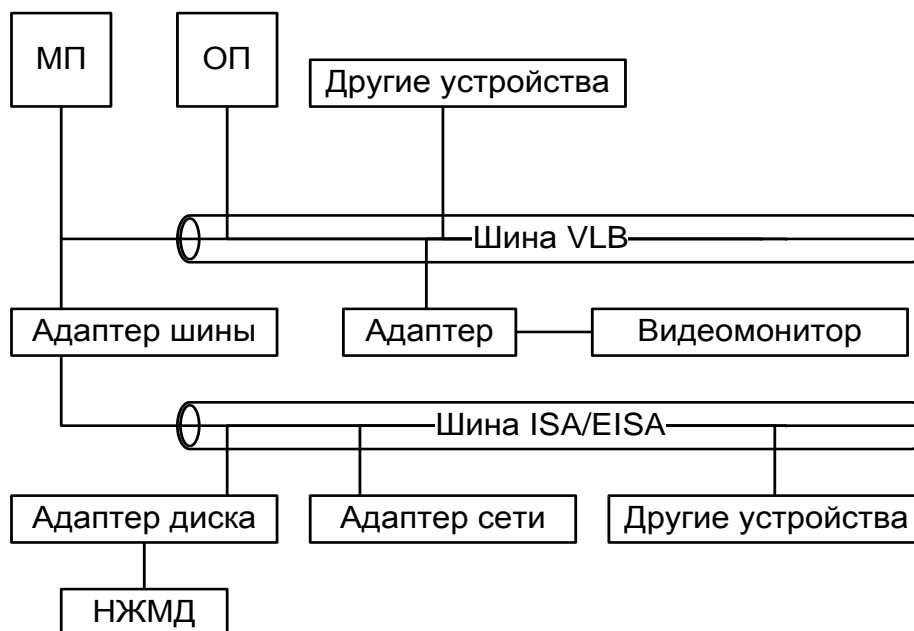 МП
ОП
Другие устройства
Шина VLB
Адаптер шины
Адаптер
Видеомонитор
Шина ISA/EISA
Адаптер диска
Адаптер сети
Другие устройства
НЖМД